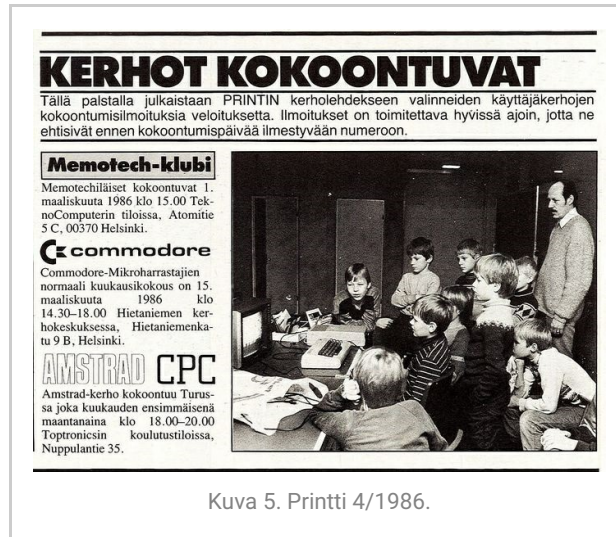 KERHOT KOKOONTUVAT
Tällä palstalla julkaistaan PRINTIN kerholehdekseen valinneiden käyttäjäkerhojen
kokoontumisilmoituksia veloituksetta. Ilmoitukset on toimitettava hyvissä ajoin, jotta ne
ehtisivät ennen kokoontumispäivää ilmestyvään numeroon.
Memotech-klubi
Memotechiläiset kokoontuvat 1.
maaliskuuta 1986 klo 15.00 Tek-
noComputerin tiloissa, Atomitie
5 C, 00370 Helsinki.
commodore
Commodore-Mikroharrastajien
normaali kuukausikokous on 15.
maaliskuuta 1986 klo
14.30–18.00 Hietaniemen ker-
hokeskuksessa, Hietaniemenka-
tu 9 B, Helsinki.
AMSTRAD CPC
Amstrad-kerho kokoontuu Turus-
sa joka kuukauden ensimmäisenä
maantanaina klo 18.00–20.00
Toptronicsin koulutustiloissa,
Nuppulantie 35.
Kuva 5. Printti 4/1986.